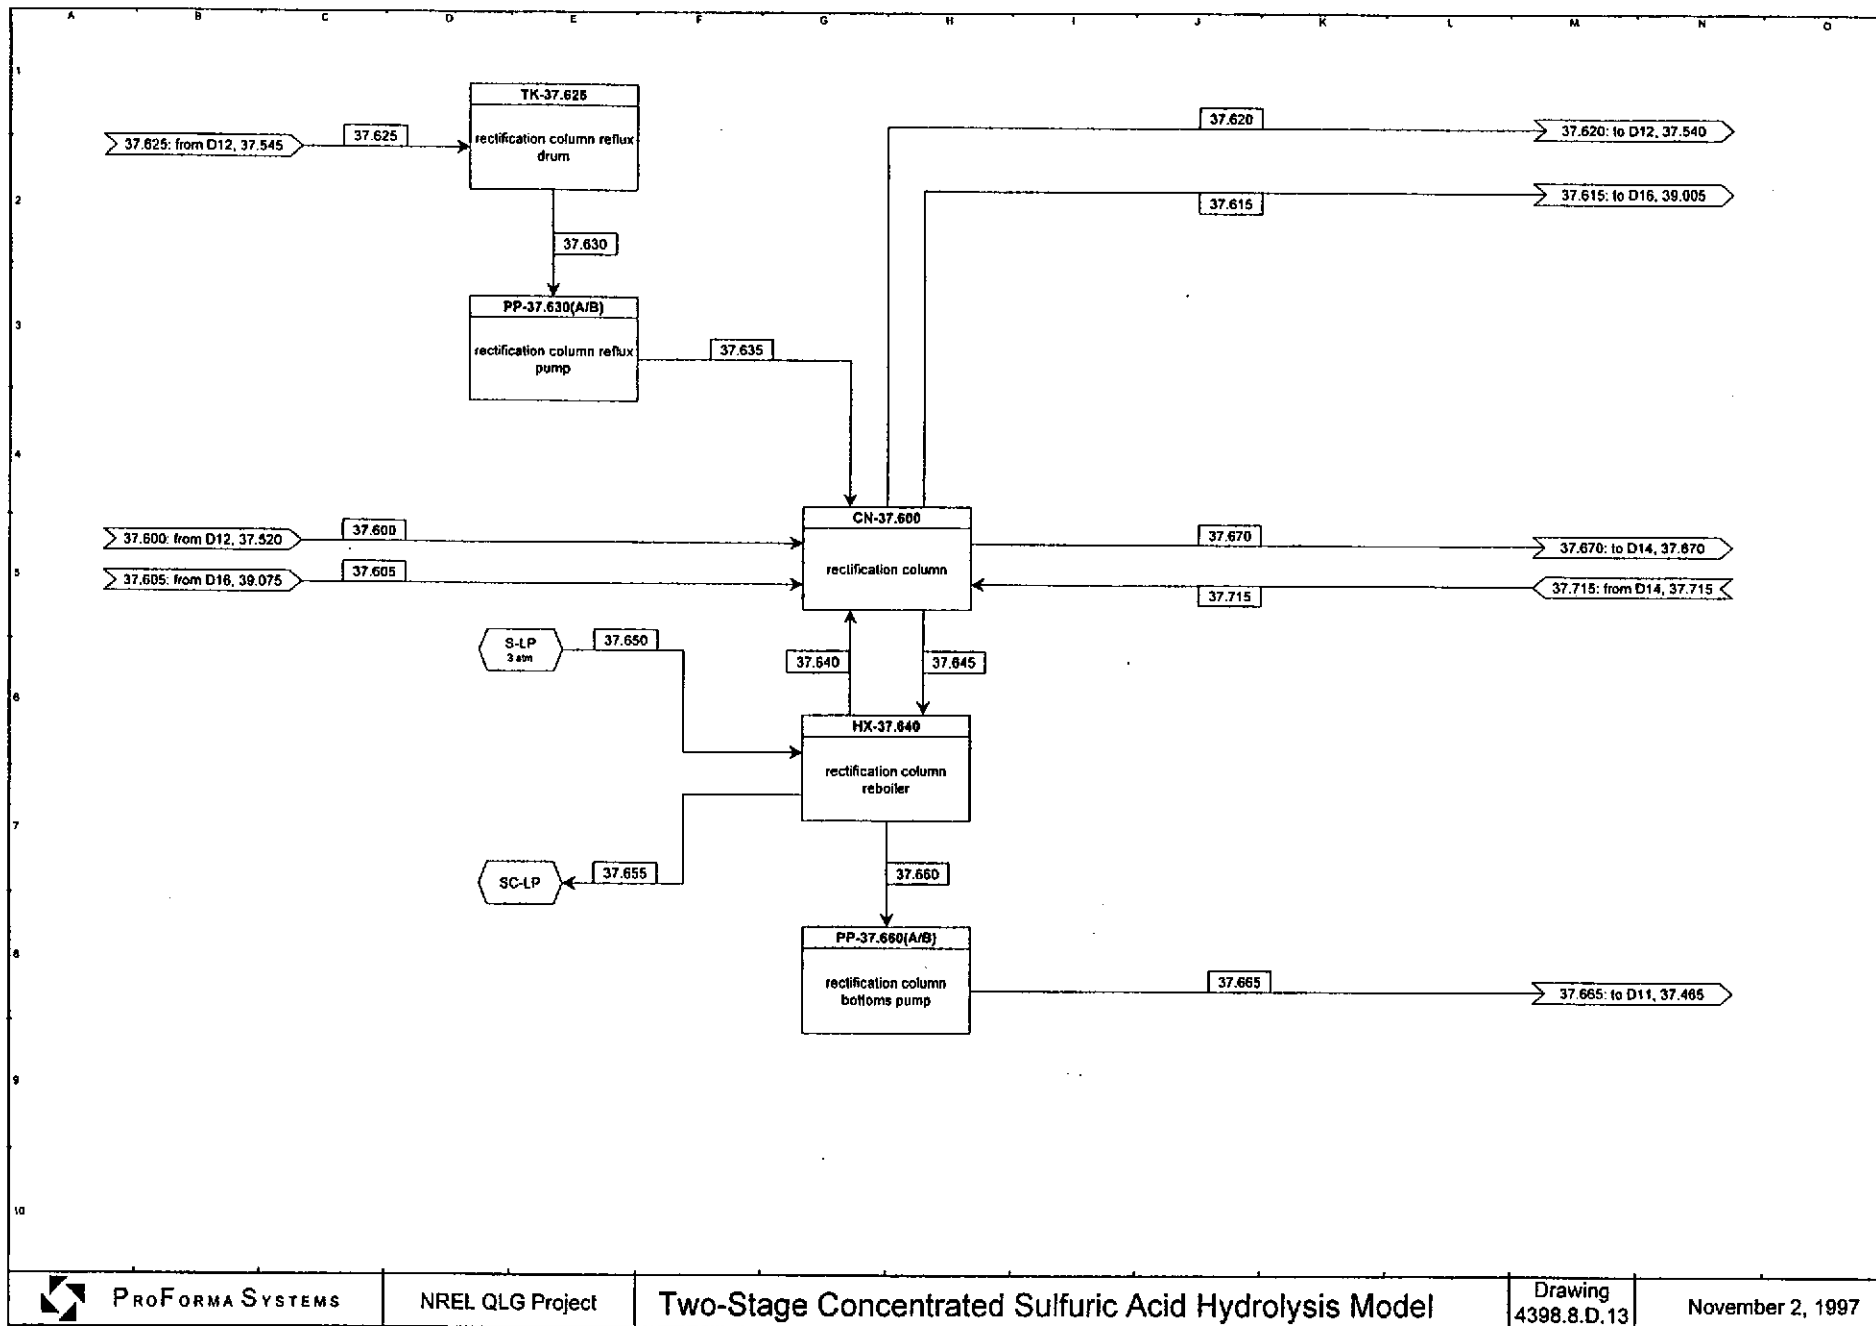 A B C D E F G H I J K L M N O
1
TK-37.625
37.620
37.625: from D12, 37.545
37.625
rectification column reflux
drum
37.620: to D12, 37.540
2
37.615
37.615: to D16, 39.005
37.630
PP-37.630(A/B)
3
rectification column reflux
pump
37.635
4
CN-37.600
37.600: from D12, 37.520
37.600
37.670
37.670: to D14, 37.670
5
37.605: from D16, 39.075
37.605
rectification column
37.715
37.715: from D14, 37.715
S-LP
3 atm
37.650
37.640
37.645
6
HX-37.640
rectification column
reboiler
7
SC-LP
37.655
37.660
PP-37.660(A/B)
8
rectification column
bottoms pump
37.665
37.665: to D11, 37.465
9
10
PROFORMA SYSTEMS
NREL QLG Project
Two-Stage Concentrated Sulfuric Acid Hydrolysis Model
Drawing
4398.8.D.13
November 2, 1997